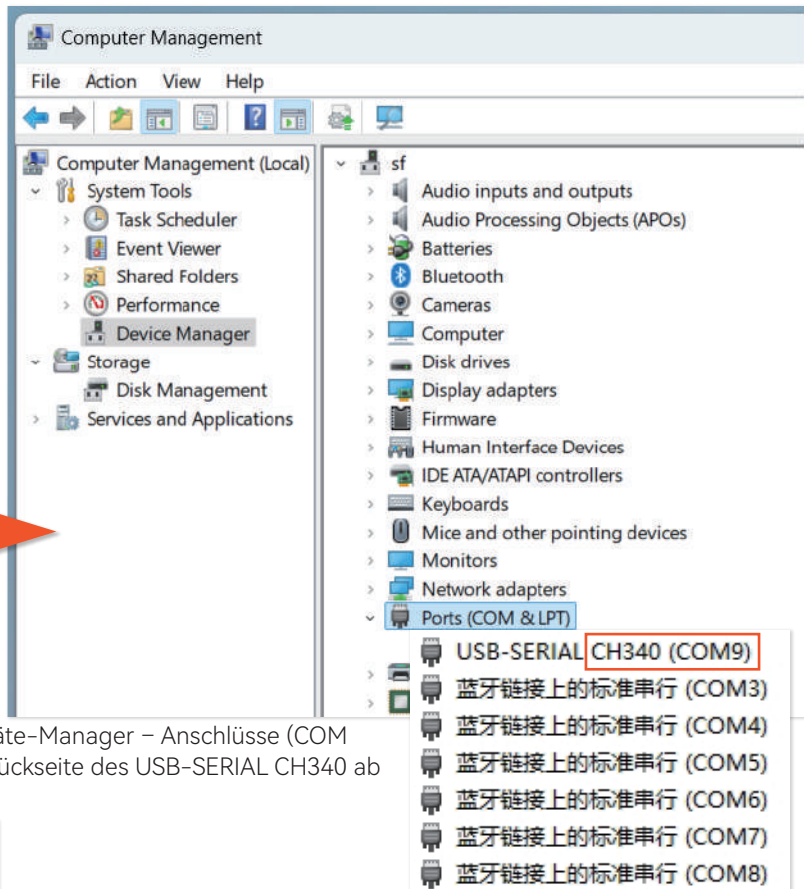 Computer Management
File Action View Help
Computer Management (Local)
System Tools
Task Scheduler
Event Viewer
Shared Folders
Performance
Device Manager
Storage
Disk Management
Services and Applications
sf
Audio inputs and outputs
Audio Processing Objects (APOs)
Batteries
Bluetooth
Cameras
Computer
Disk drives
Display adapters
Firmware
Human Interface Devices
IDE ATA/ATAPI controllers
Keyboards
Mice and other pointing devices
Monitors
Network adapters
Ports (COM & LPT)
USB-SERIAL CH340 (COM9)
蓝牙链接上的标准串行 (COM3)
蓝牙链接上的标准串行 (COM4)
蓝牙链接上的标准串行 (COM5)
蓝牙链接上的标准串行 (COM6)
蓝牙链接上的标准串行 (COM7)
蓝牙链接上的标准串行 (COM8)
äte-Manager – Anschlüsse (COM
ückseite des USB-SERIAL CH340 ab